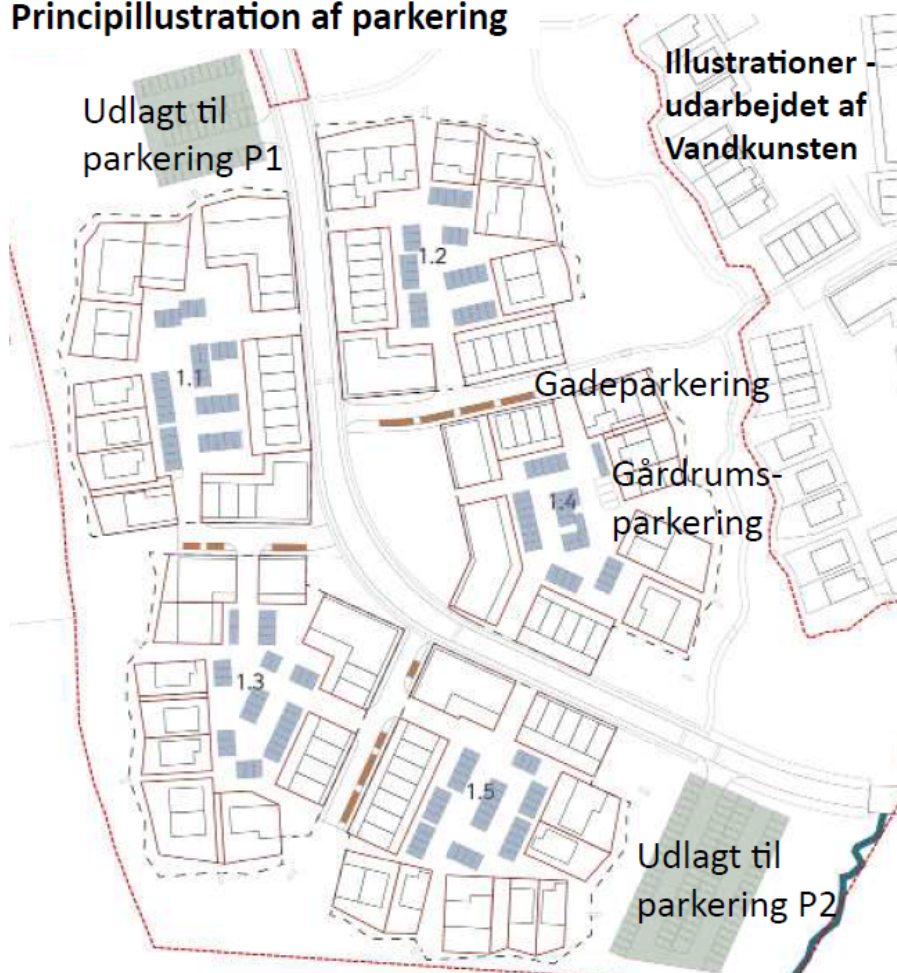 Principillustration af parkering
Illustrationer -
udarbejdet af
Vandkunsten
Udlagt til
parkering P1
1.2
1.1
Gadeparkering
Gårdrums-
parkering
1.4
1.3
1.5
Udlagt til
parkering P2